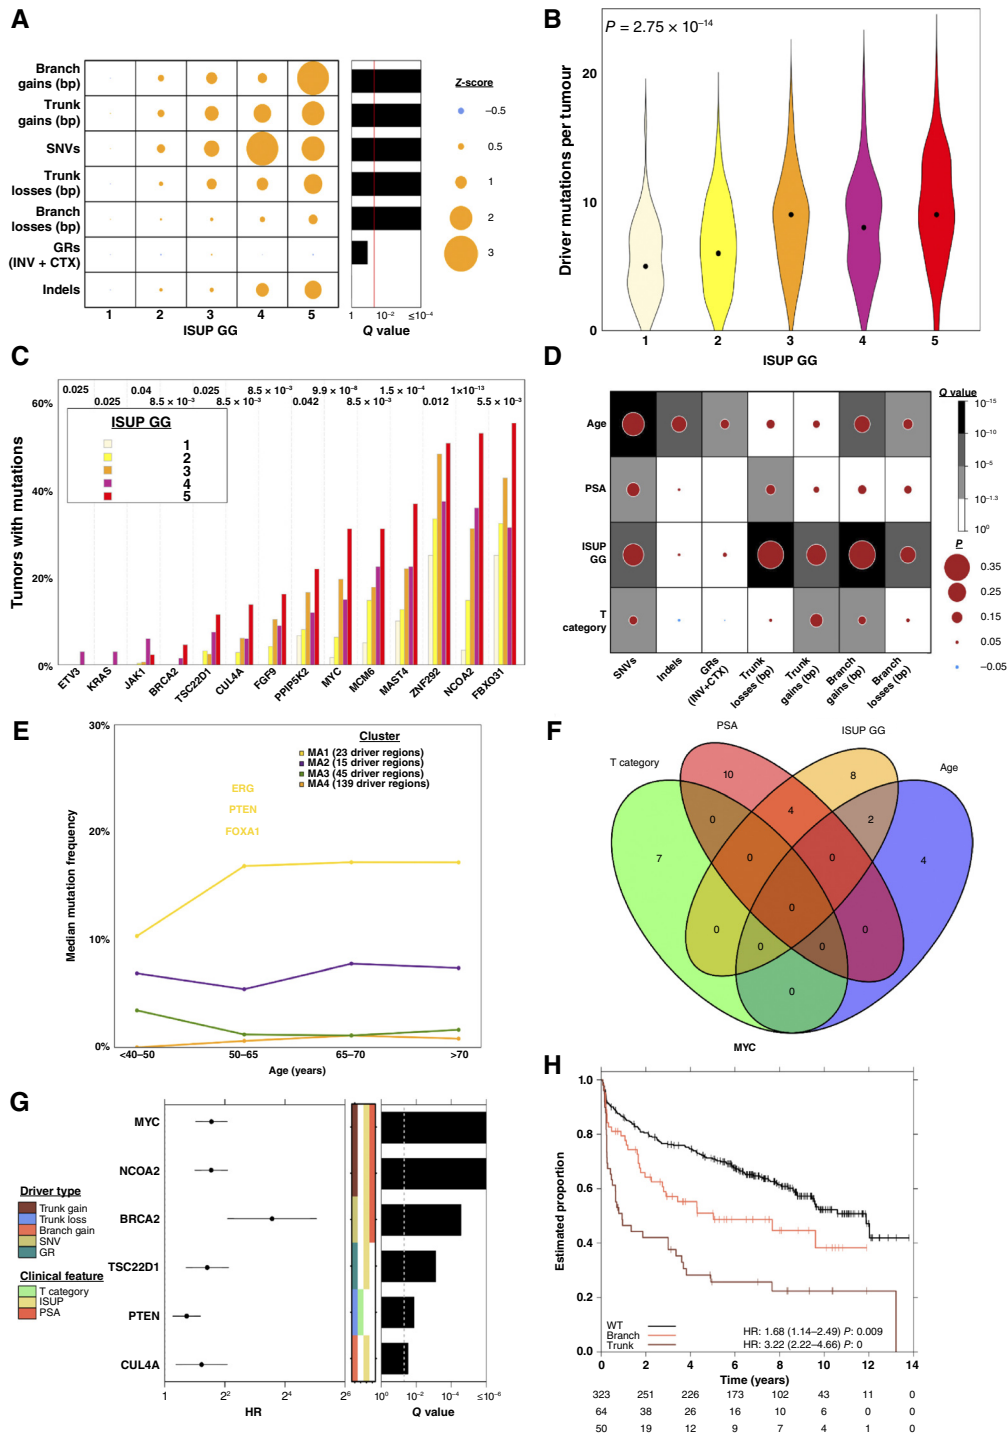 A
Branch
gains (bp)
Trunk
gains (bp)
SNVs
Trunk
losses (bp)
Branch
losses (bp)
GRs
(INV + CTX)
Indels
1 2 3 4 5
ISUP GG
1 10⁻² ≤10⁻⁴
Q value
Z-score
−0.5
0.5
1
2
3
B
P = 2.75 × 10⁻¹⁴
Driver mutations per tumour
20
10
0
1 2 3 4 5
ISUP GG
C
0.025 0.04 0.025 8.5 × 10⁻³ 9.9 × 10⁻⁸ 1.5 × 10⁻⁴ 1×10⁻¹³
0.025 8.5 × 10⁻³ 8.5 × 10⁻³ 0.042 8.5 × 10⁻³ 0.012 5.5 × 10⁻³
Tumors with mutations
60%
40%
20%
0%
ISUP GG
1
2
3
4
5
ETV3 KRAS JAK1 BRCA2 TSC22D1 CUL4A FGF9 PPIP5K2 MYC MCM6 MAST4 ZNF292 NCOA2 FBXO31
D
Age
PSA
ISUP
GG
T
category
SNVs
Indels
GRs
(INV+CTX)
Trunk
losses (bp)
Trunk
gains (bp)
Branch
gains (bp)
Branch
losses (bp)
Q value
10⁻¹⁵
10⁻¹⁰
10⁻⁵
10⁻¹·³
10⁰
P
0.35
0.25
0.15
0.05
−0.05
E
Median mutation frequency
30%
20%
10%
0%
Cluster
MA1 (23 driver regions)
MA2 (15 driver regions)
MA3 (45 driver regions)
MA4 (139 driver regions)
ERG
PTEN
FOXA1
<40–50 50–65 65–70 >70
Age (years)
F
T category
PSA
ISUP GG
Age
10
8
0
4
2
7
0
0
4
0
0
0
0
0
0
G
MYC
NCOA2
BRCA2
TSC22D1
PTEN
CUL4A
1 2² 2⁴ 2⁶
HR
10⁰ 10⁻² 10⁻⁴ ≤10⁻⁶
Q value
Driver type
Trunk gain
Trunk loss
Branch gain
SNV
GR
Clinical feature
T category
ISUP
PSA
H
MYC
Estimated proportion
1.0
0.8
0.6
0.4
0.2
0.0
WT
Branch
Trunk
HR: 1.68 (1.14–2.49) P: 0.009
HR: 3.22 (2.22–4.66) P: 0
0 2 4 6 8 10 12 14
Time (years)
323 251 226 173 102 43 11 0
64 38 26 16 10 6 0 0
50 19 12 9 7 4 1 0